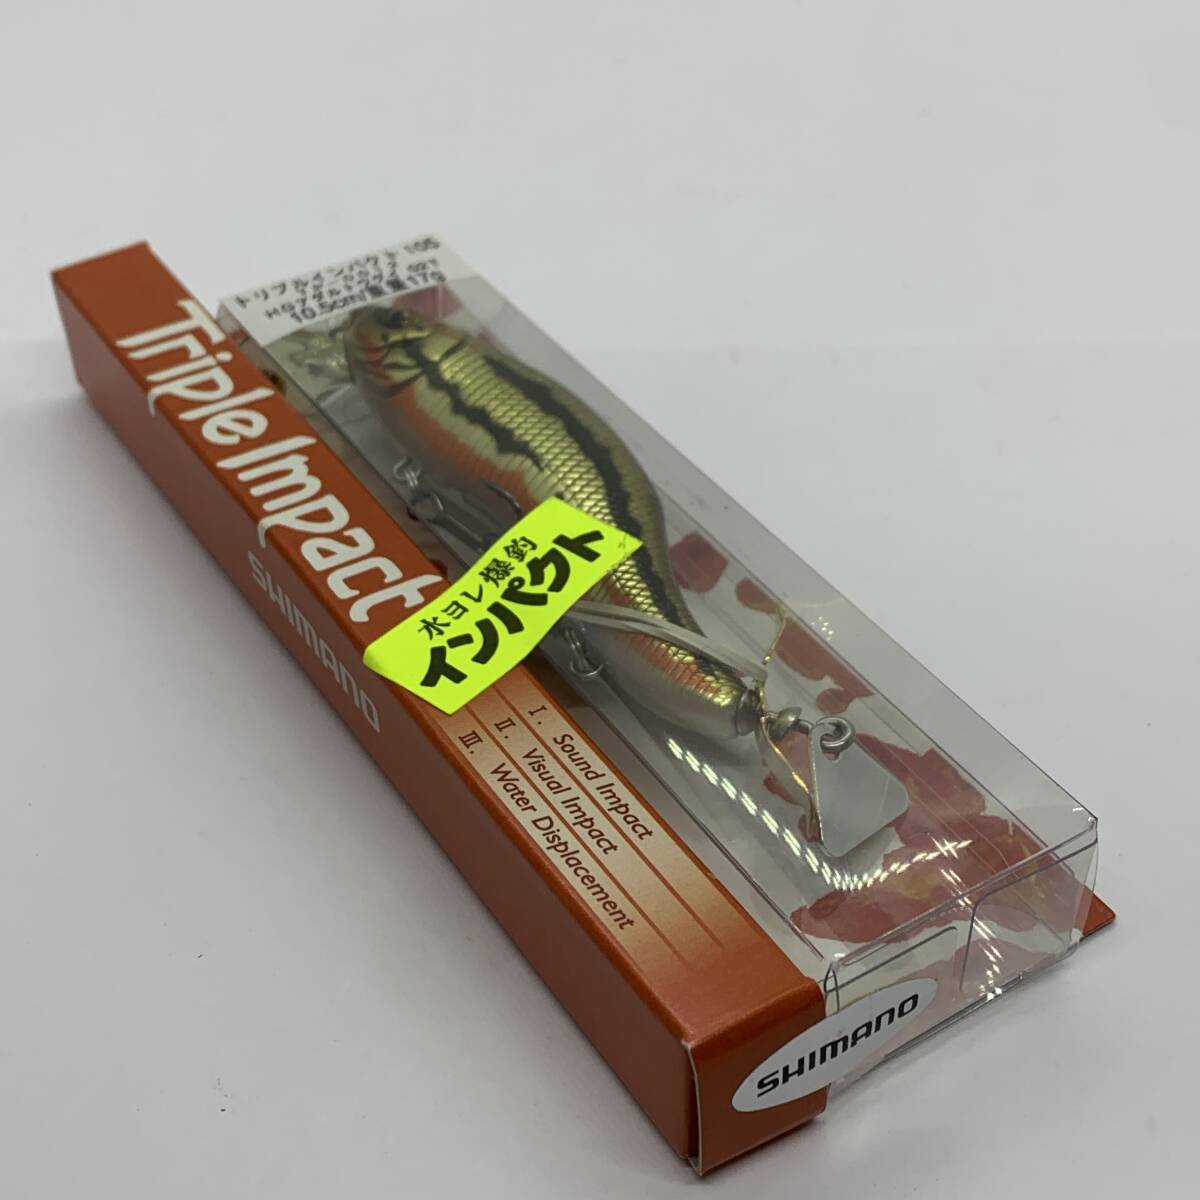 トリプルインパクト 105
10.5cm/重量17g
Triple Impact
SHIMANO
水ヨレ爆釣
インパクト
I. Sound Impact
II. Visual Impact
III. Water Displacement
SHIMANO